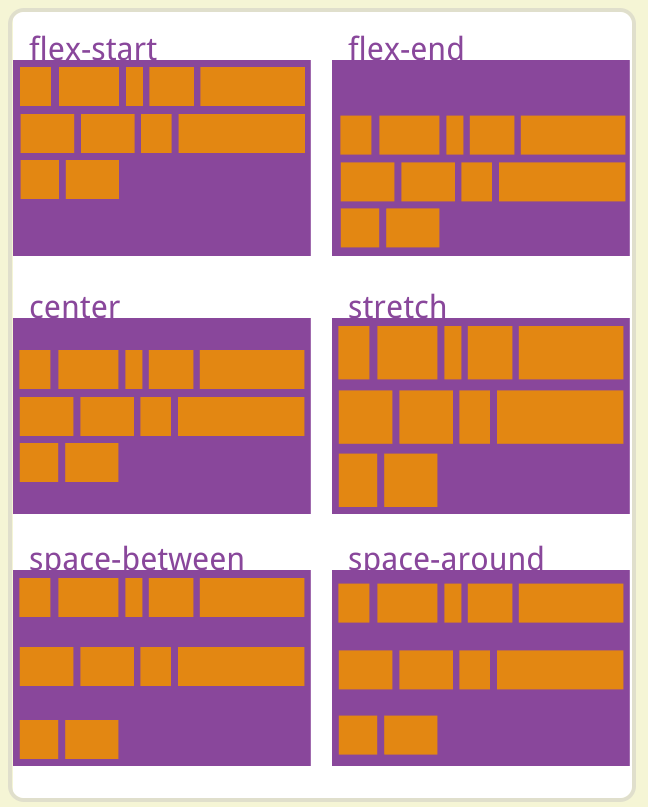 flex-start
flex-end
center
stretch
space-between
space-around